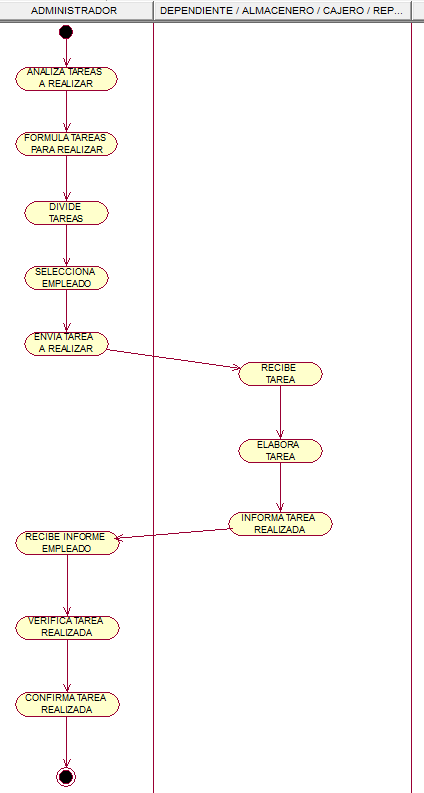 ADMINISTRADOR
DEPENDIENTE / ALMACENERO / CAJERO / REP...
ANALIZA TAREAS
A REALIZAR
FORMULA TAREAS
PARA REALIZAR
DIVIDE
TAREAS
SELECCIONA
EMPLEADO
ENVIA TAREA
A REALIZAR
RECIBE
TAREA
ELABORA
TAREA
INFORMA TAREA
REALIZADA
RECIBE INFORME
EMPLEADO
VERIFICA TAREA
REALIZADA
CONFIRMA TAREA
REALIZADA